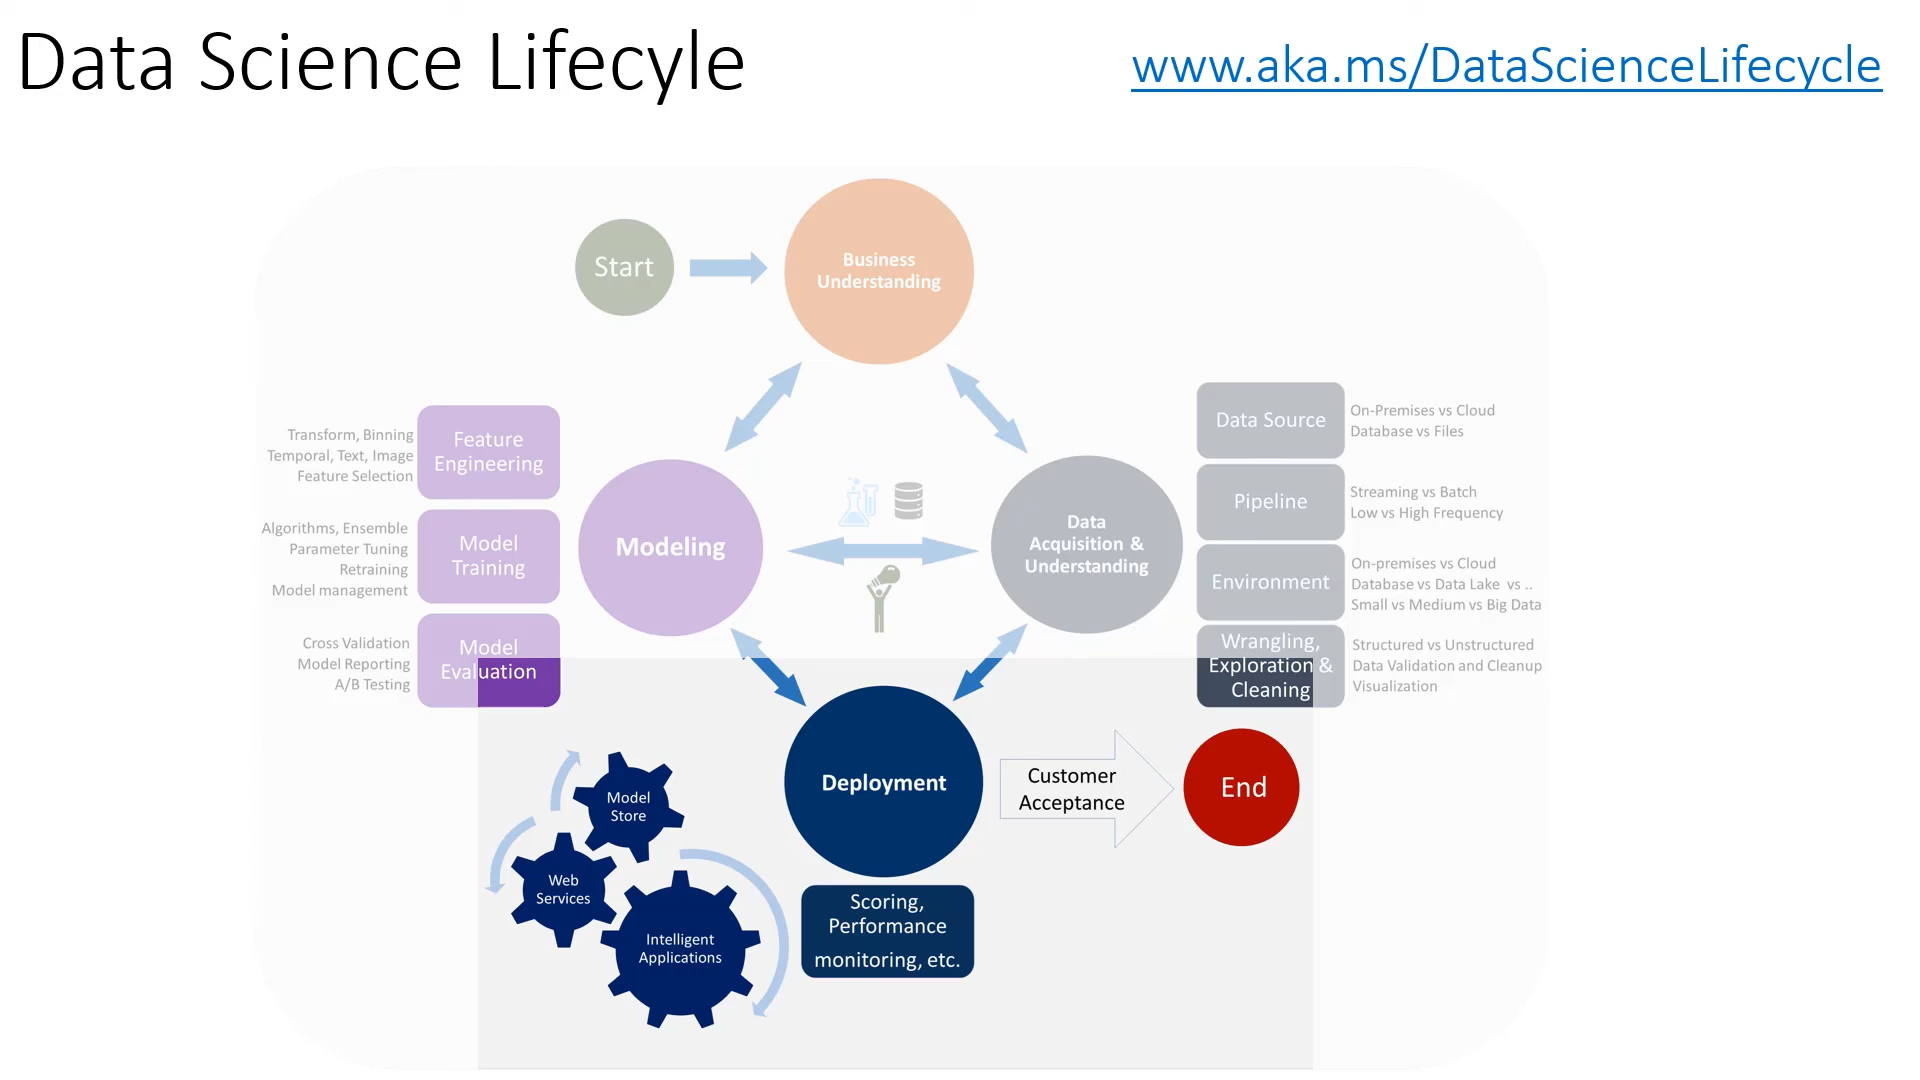 Data Science Lifecyle
www.aka.ms/DataScienceLifecycle
Start
Business
Understanding
Transform, Binning
Temporal, Text, Image
Feature Selection
Feature
Engineering
Algorithms, Ensemble
Parameter Tuning
Retraining
Model management
Model
Training
Cross Validation
Model Reporting
A/B Testing
Model
Evaluation
Modeling
Data
Acquisition &
Understanding
Data Source
On-Premises vs Cloud
Database vs Files
Pipeline
Streaming vs Batch
Low vs High Frequency
Environment
On-premises vs Cloud
Database vs Data Lake vs ..
Small vs Medium vs Big Data
Wrangling,
Exploration &
Cleaning
Structured vs Unstructured
Data Validation and Cleanup
Visualization
Model
Store
Web
Services
Intelligent
Applications
Deployment
Scoring,
Performance
monitoring, etc.
Customer
Acceptance
End